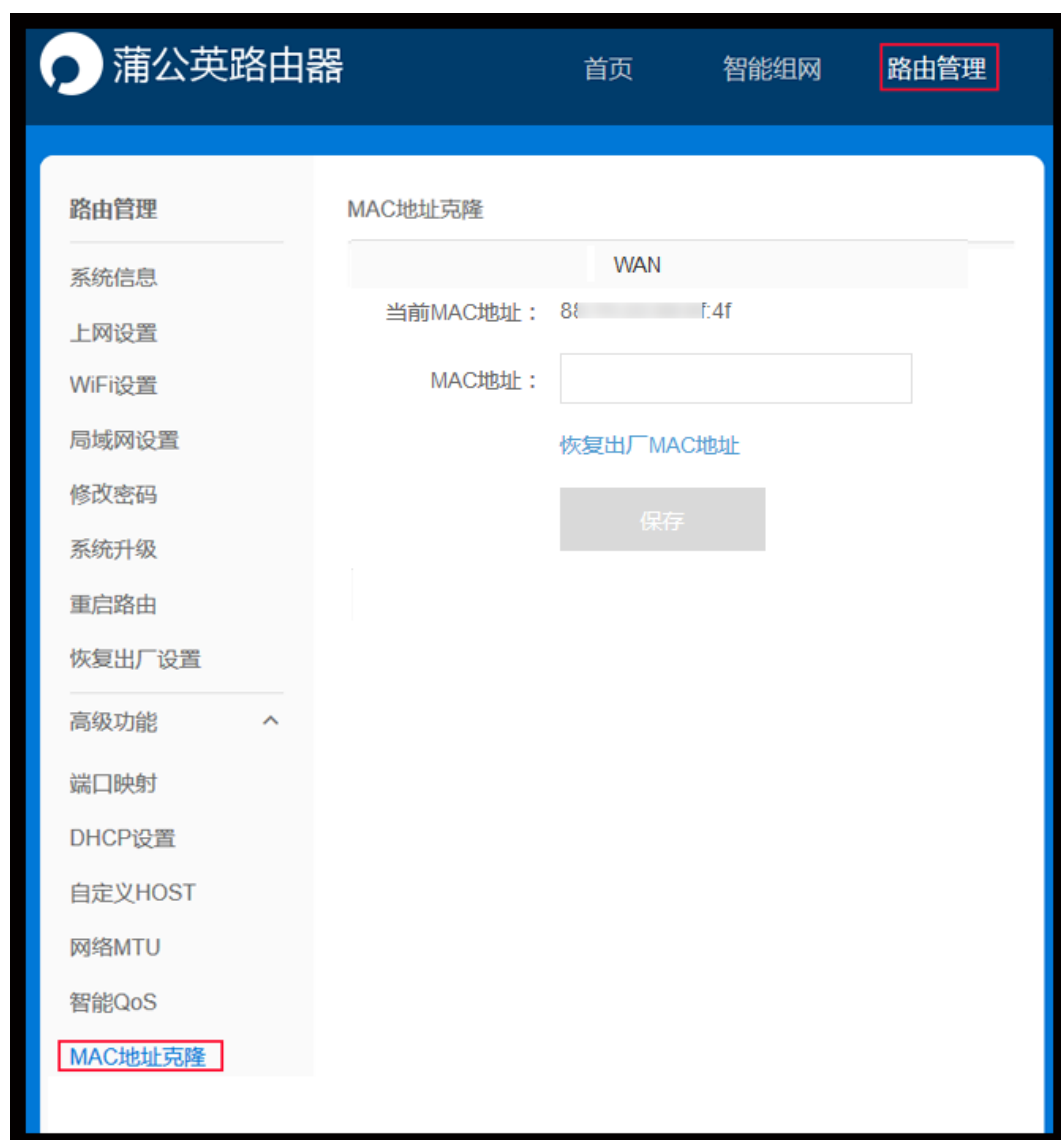 蒲公英路由器 首页 智能组网 路由管理
路由管理
系统信息
上网设置
WiFi设置
局域网设置
修改密码
系统升级
重启路由
恢复出厂设置
高级功能
端口映射
DHCP设置
自定义HOST
网络MTU
智能QoS
MAC地址克隆
MAC地址克隆
WAN
当前MAC地址： 88 f:4f
MAC地址：
恢复出厂MAC地址
保存